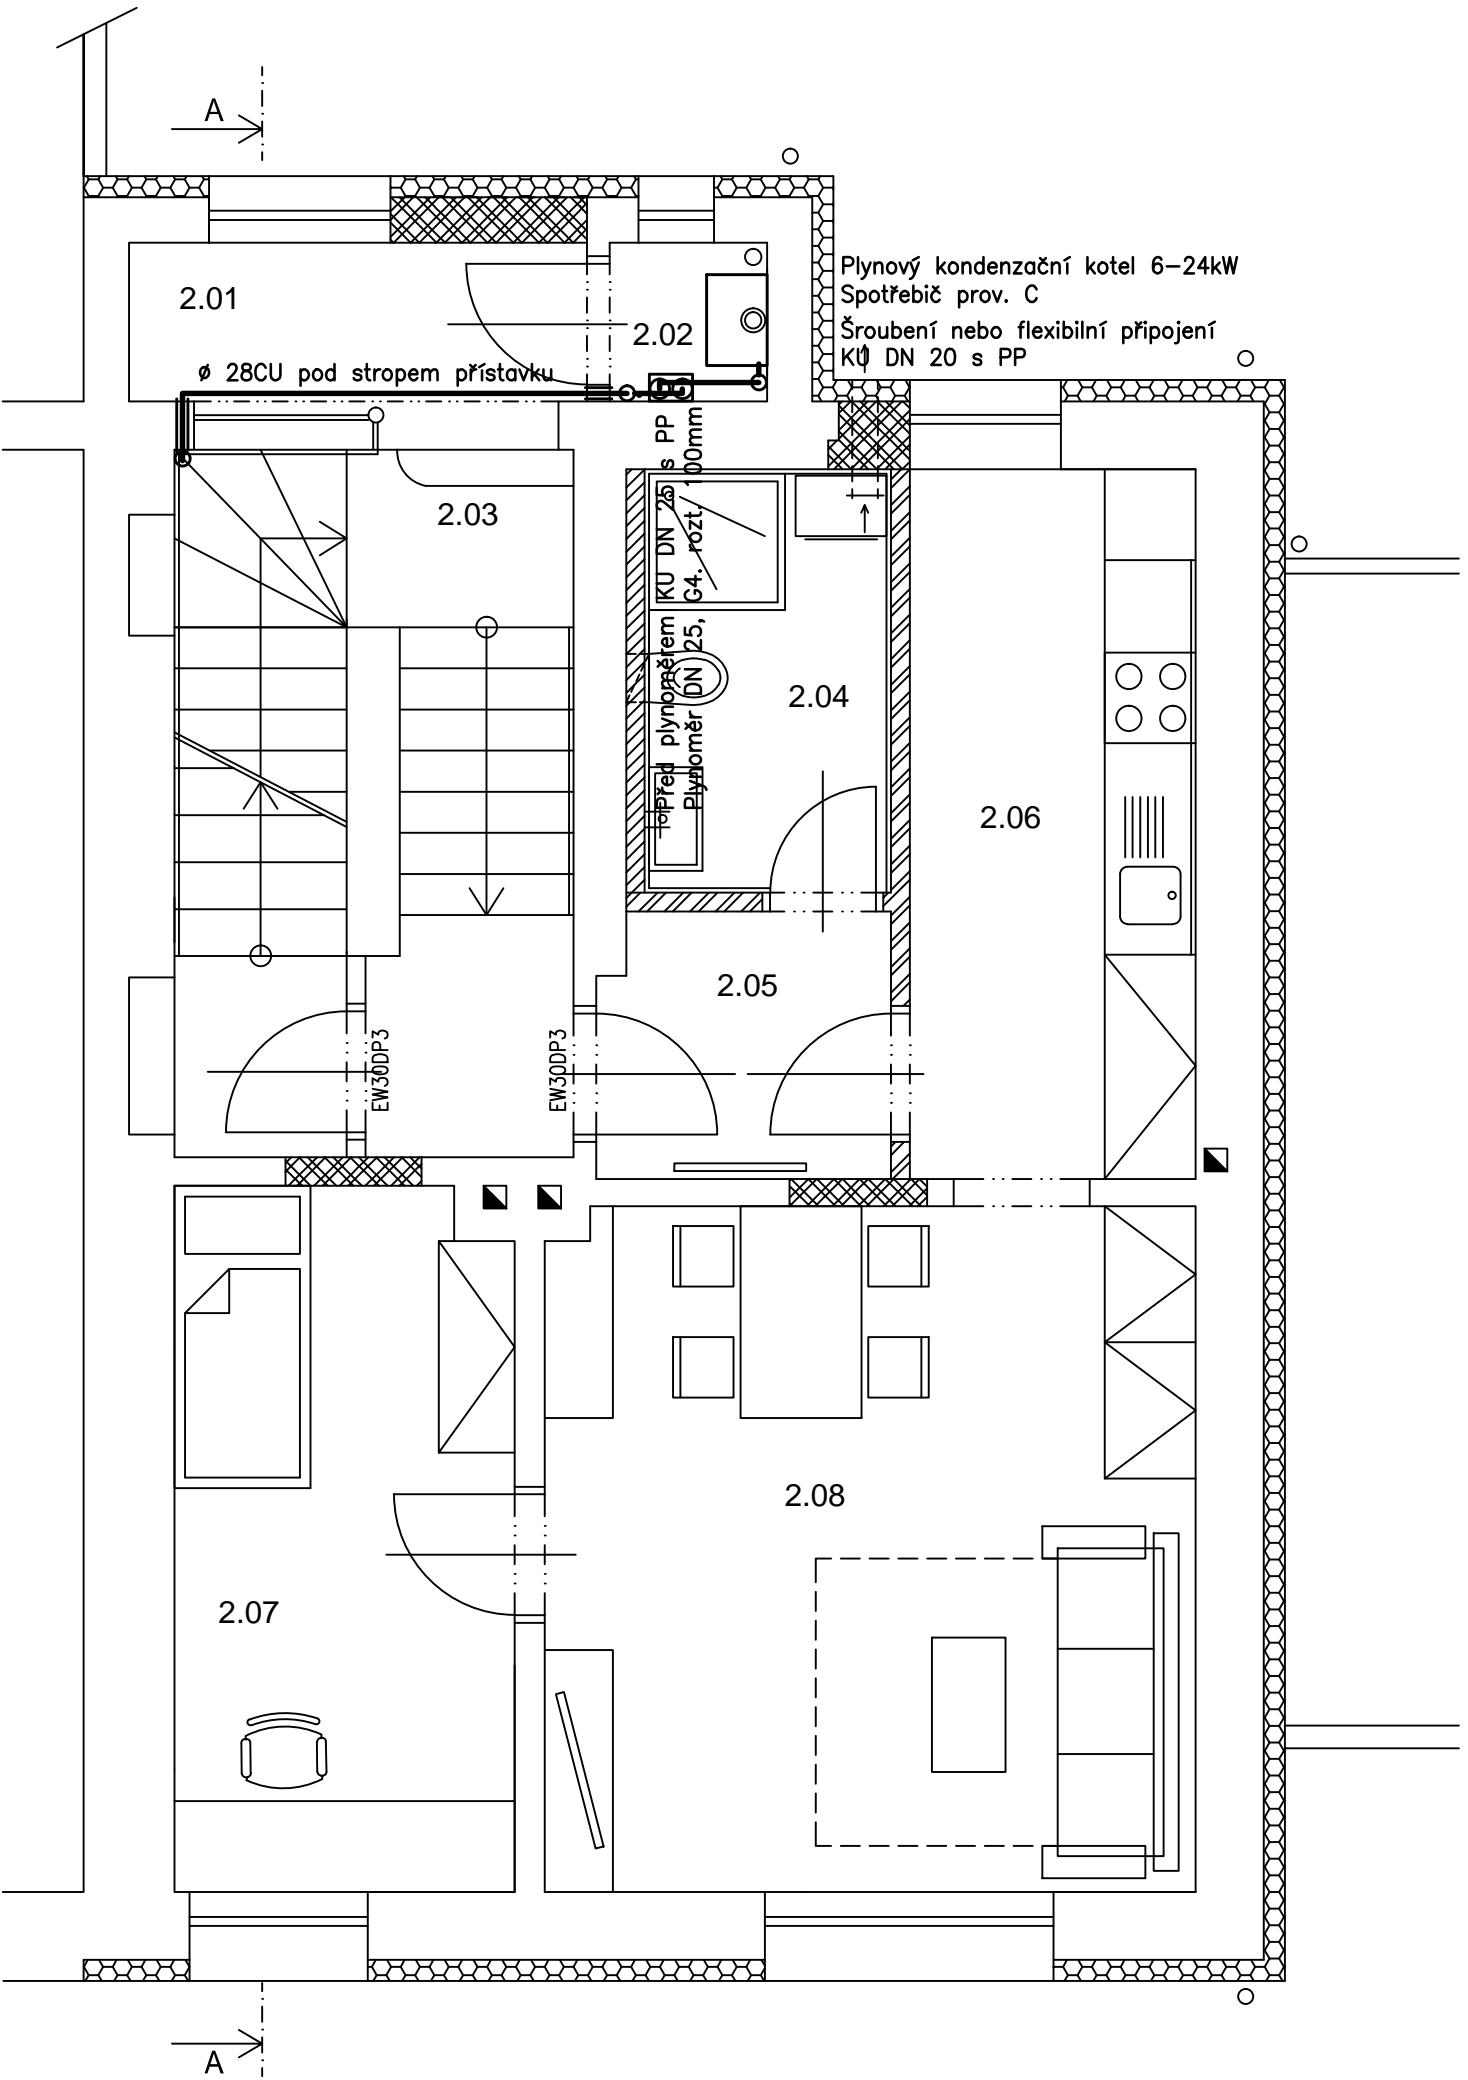 A
Plynový kondenzační kotel 6-24kW
Spotřebič prov. C
Šroubení nebo flexibilní připojení
KU DN 20 s PP
2.01
2.02
ø 28CU pod stropem přístavku
Před plynoměrem KU DN 25 s PP
Plynoměr DN 25, G4. rozt. 100mm
2.03
2.04
2.06
2.05
EW30DP3
EW30DP3
2.08
2.07
A